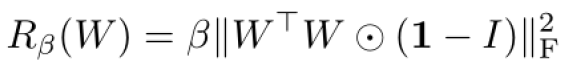 R_β(W) = β‖W^⊤W ⊙ (𝟏 − I)‖_F^2